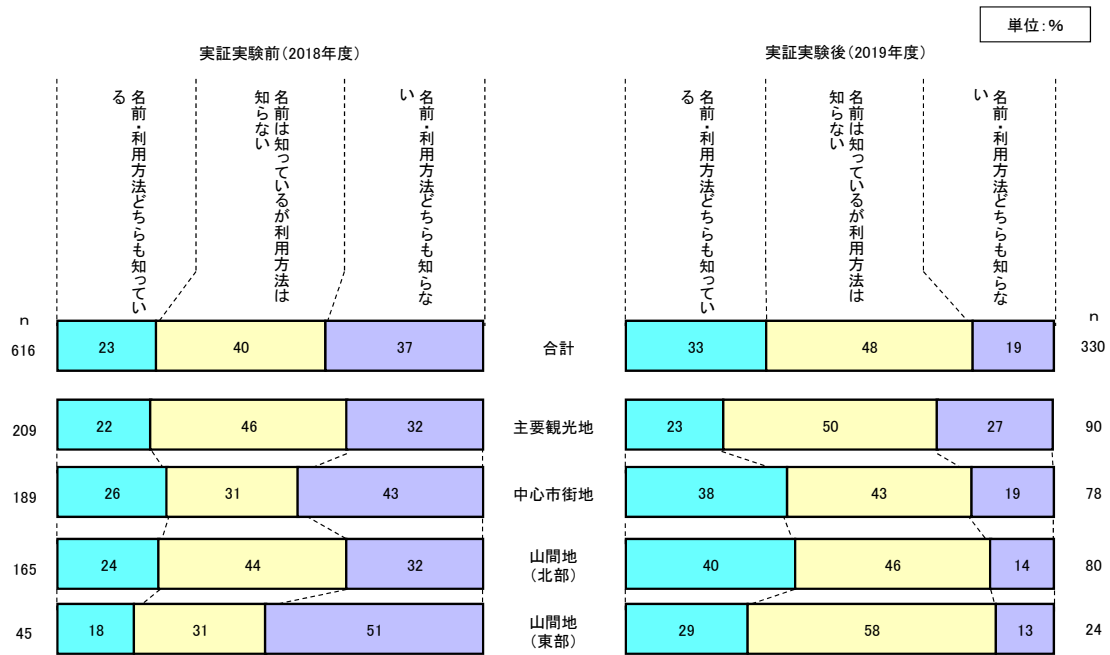 単位：％
実証実験前（2018年度）
実証実験後（2019年度）
名前・利用方法どちらも知ってい
る
名前は知っているが利用方法は
知らない
名前・利用方法どちらも知らな
い
名前・利用方法どちらも知ってい
る
名前は知っているが利用方法は
知らない
名前・利用方法どちらも知らな
い
n
n
616 23 40 37 合計 33 48 19 330
209 22 46 32 主要観光地 23 50 27 90
189 26 31 43 中心市街地 38 43 19 78
165 24 44 32 山間地
（北部） 40 46 14 80
45 18 31 51 山間地
（東部） 29 58 13 24